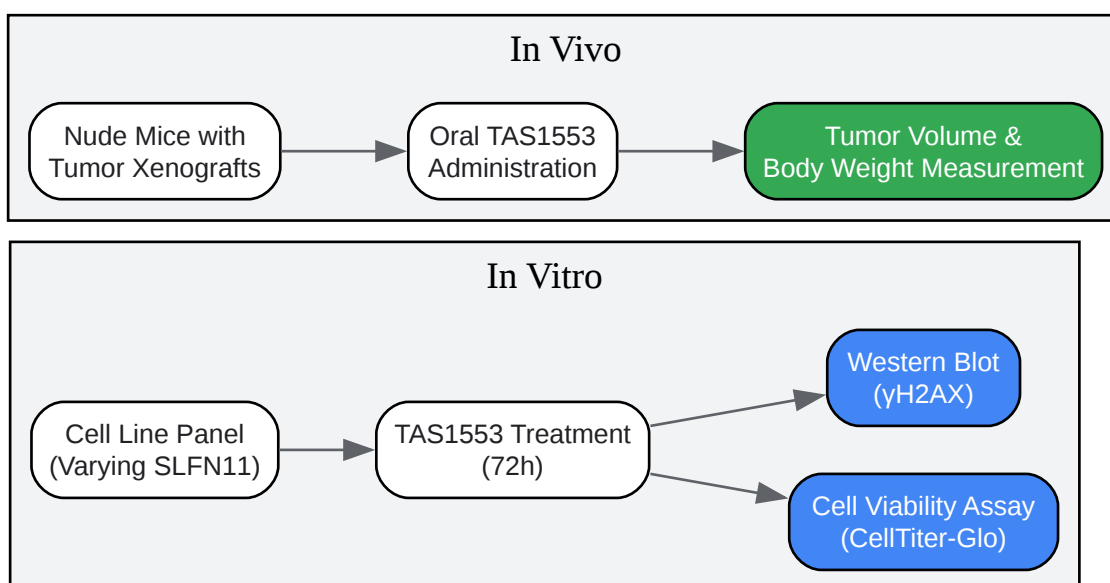 In Vivo
Nude Mice with
Tumor Xenografts
Oral TAS1553
Administration
Tumor Volume &
Body Weight Measurement
In Vitro
Cell Line Panel
(Varying SLFN11)
TAS1553 Treatment
(72h)
Western Blot
(γH2AX)
Cell Viability Assay
(CellTiter-Glo)